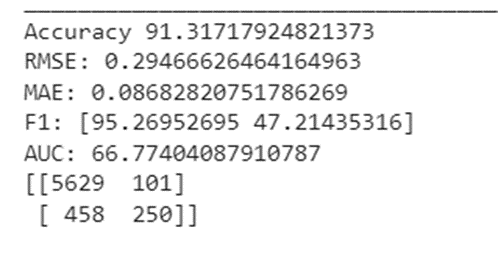 Accuracy 91.31717924821373
RMSE: 0.29466626464164963
MAE: 0.08682820751786269
F1: [95.26952695 47.21435316]
AUC: 66.77404087910787
[[5629 101]
[ 458 250]]